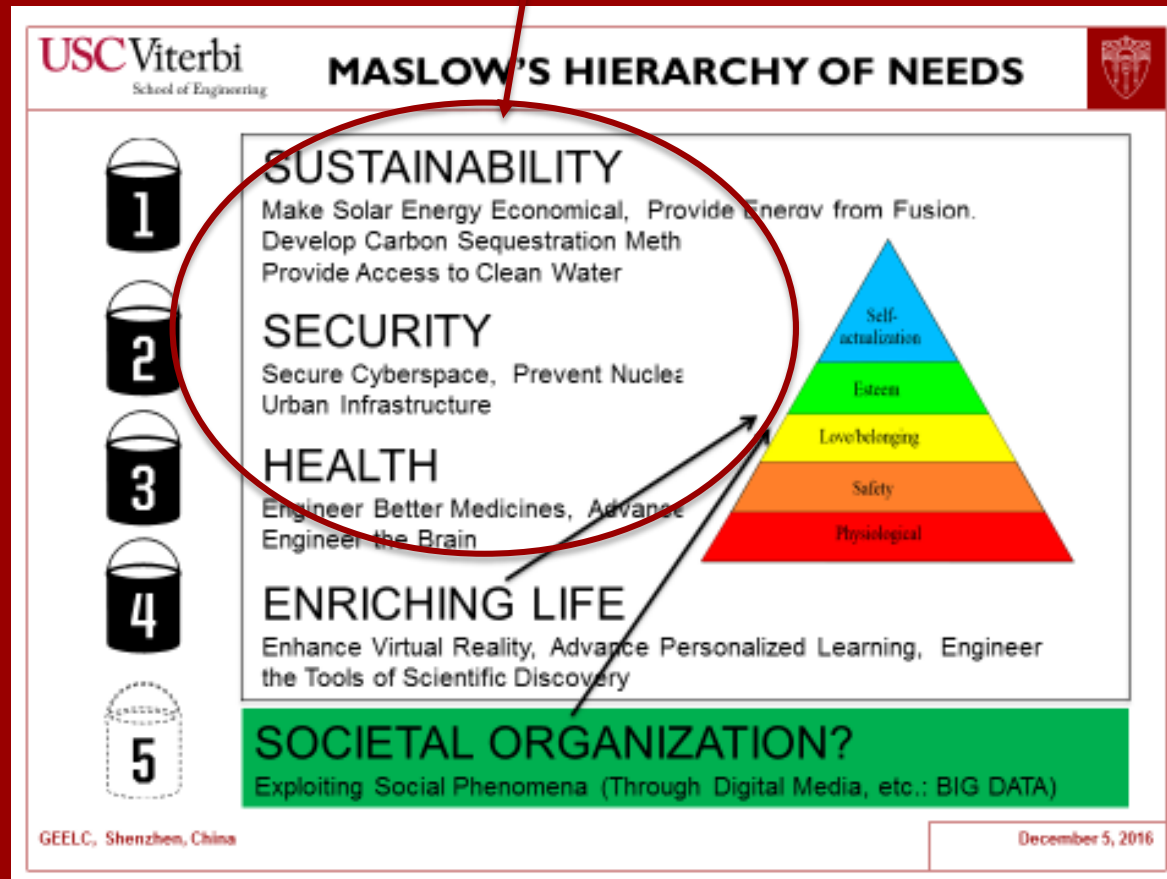 USC Viterbi
School of Engineering
MASLOW'S HIERARCHY OF NEEDS
1
SUSTAINABILITY
Make Solar Energy Economical, Provide Energy from Fusion.
Develop Carbon Sequestration Meth
Provide Access to Clean Water
2
SECURITY
Secure Cyberspace, Prevent Nuclea
Urban Infrastructure
3
HEALTH
Engineer Better Medicines, Advance
Engineer the Brain
Self-
actualization
Esteem
Love/belonging
Safety
Physiological
4
ENRICHING LIFE
Enhance Virtual Reality, Advance Personalized Learning, Engineer
the Tools of Scientific Discovery
5
SOCIETAL ORGANIZATION?
Exploiting Social Phenomena (Through Digital Media, etc.: BIG DATA)
GEELC, Shenzhen, China
December 5, 2016